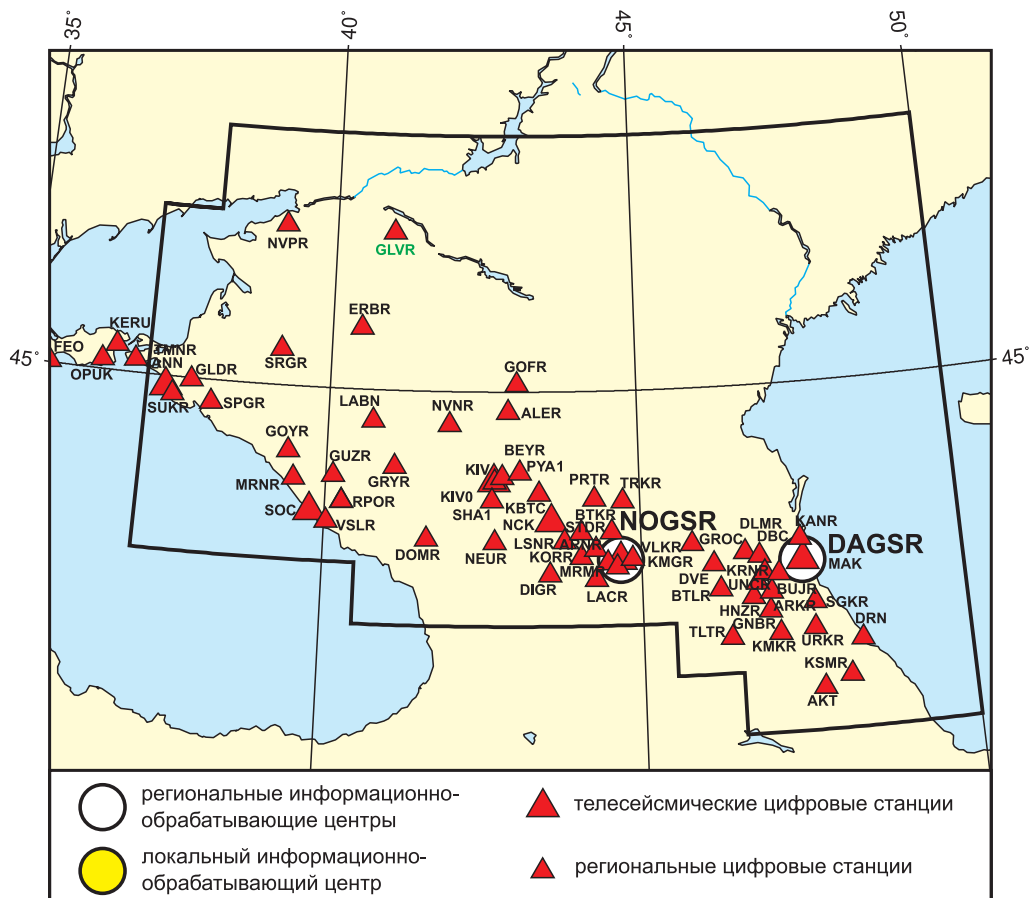 35°
40°
45°
50°
NVPR
GLVR
ERBR
KERU
FEO
OPUK
TMNR
ANN
GLDR
SUKR
SPGR
SRGR
45°
45°
GOFR
LABN
NVNR
ALER
GOYR
GUZR
GRYR
BEYR
KIV
PYA1
MRNR
RPOR
KIV0
SHA1
PRTR
TRKR
SOC
VSLR
KBTC
BTKR
NCK
STDR
NOGSR
DLMR
KANR
DOMR
NEUR
LSNR
ARNR
VLKR
GROC
DBC
DAGSR
KORR
KMGR
MAK
DIGR
MRMR
LACR
DVE
KRNR
BTLR
UNCR
BUJR
HNZR
ARKR
SGKR
TLTR
GNBR
KMKR
URKR
DRN
KSMR
AKT
региональные информационно-
обрабатывающие центры
локальный информационно-
обрабатывающий центр
телесейсмические цифровые станции
региональные цифровые станции